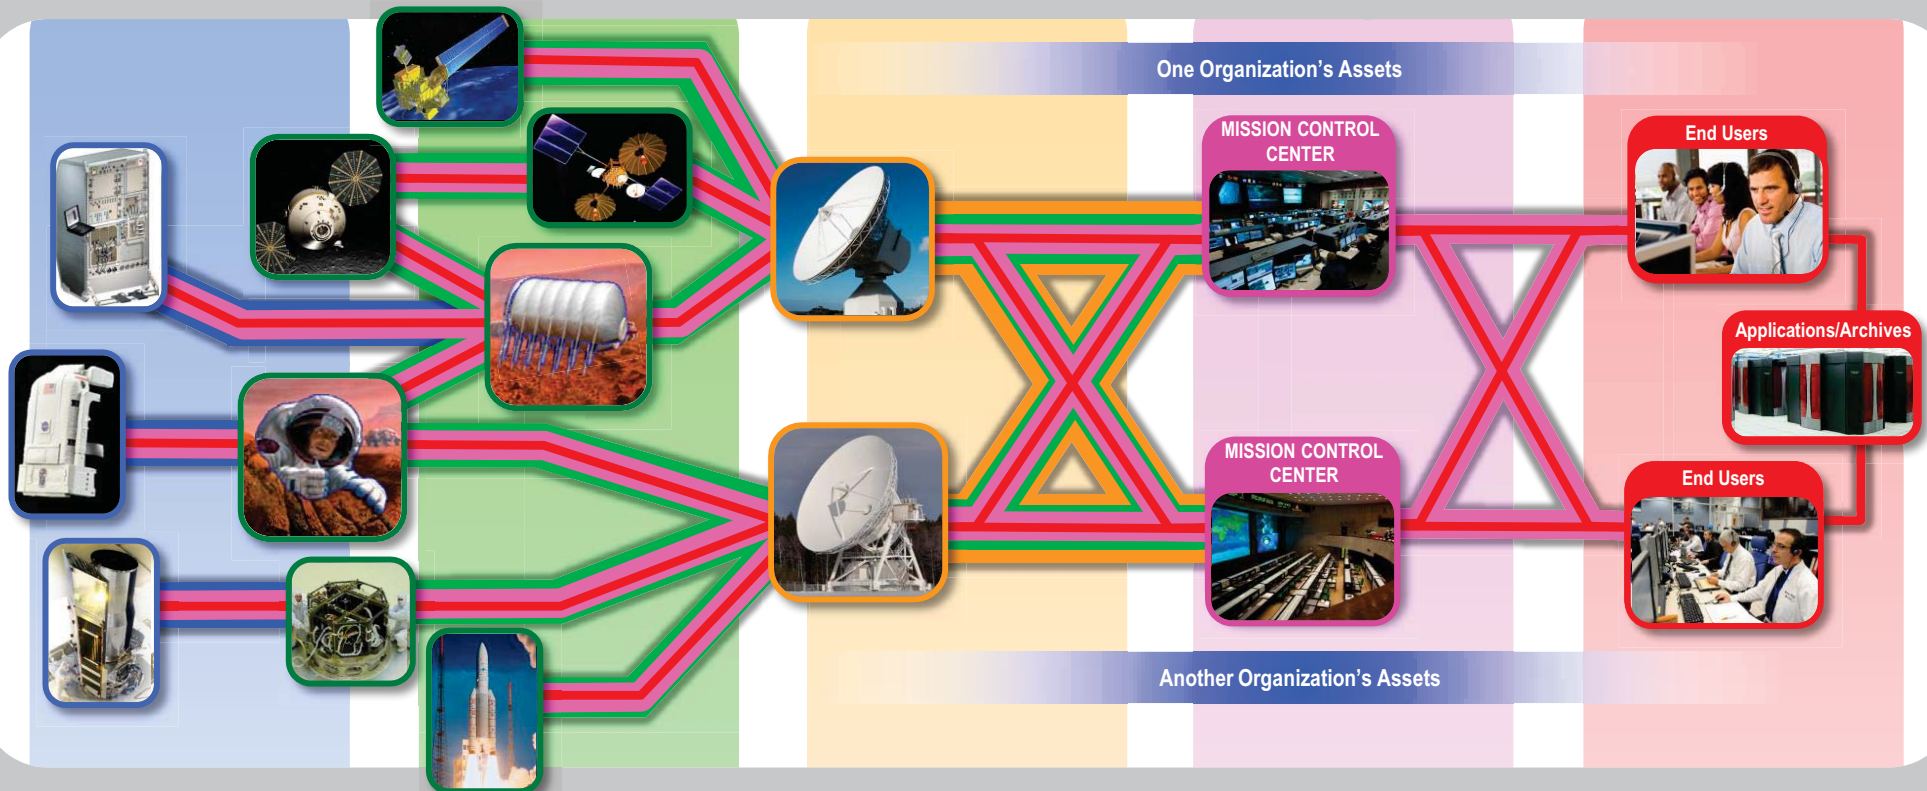 One Organization's Assets
MISSION CONTROL
CENTER
End Users
Applications/Archives
MISSION CONTROL
CENTER
End Users
Another Organization's Assets